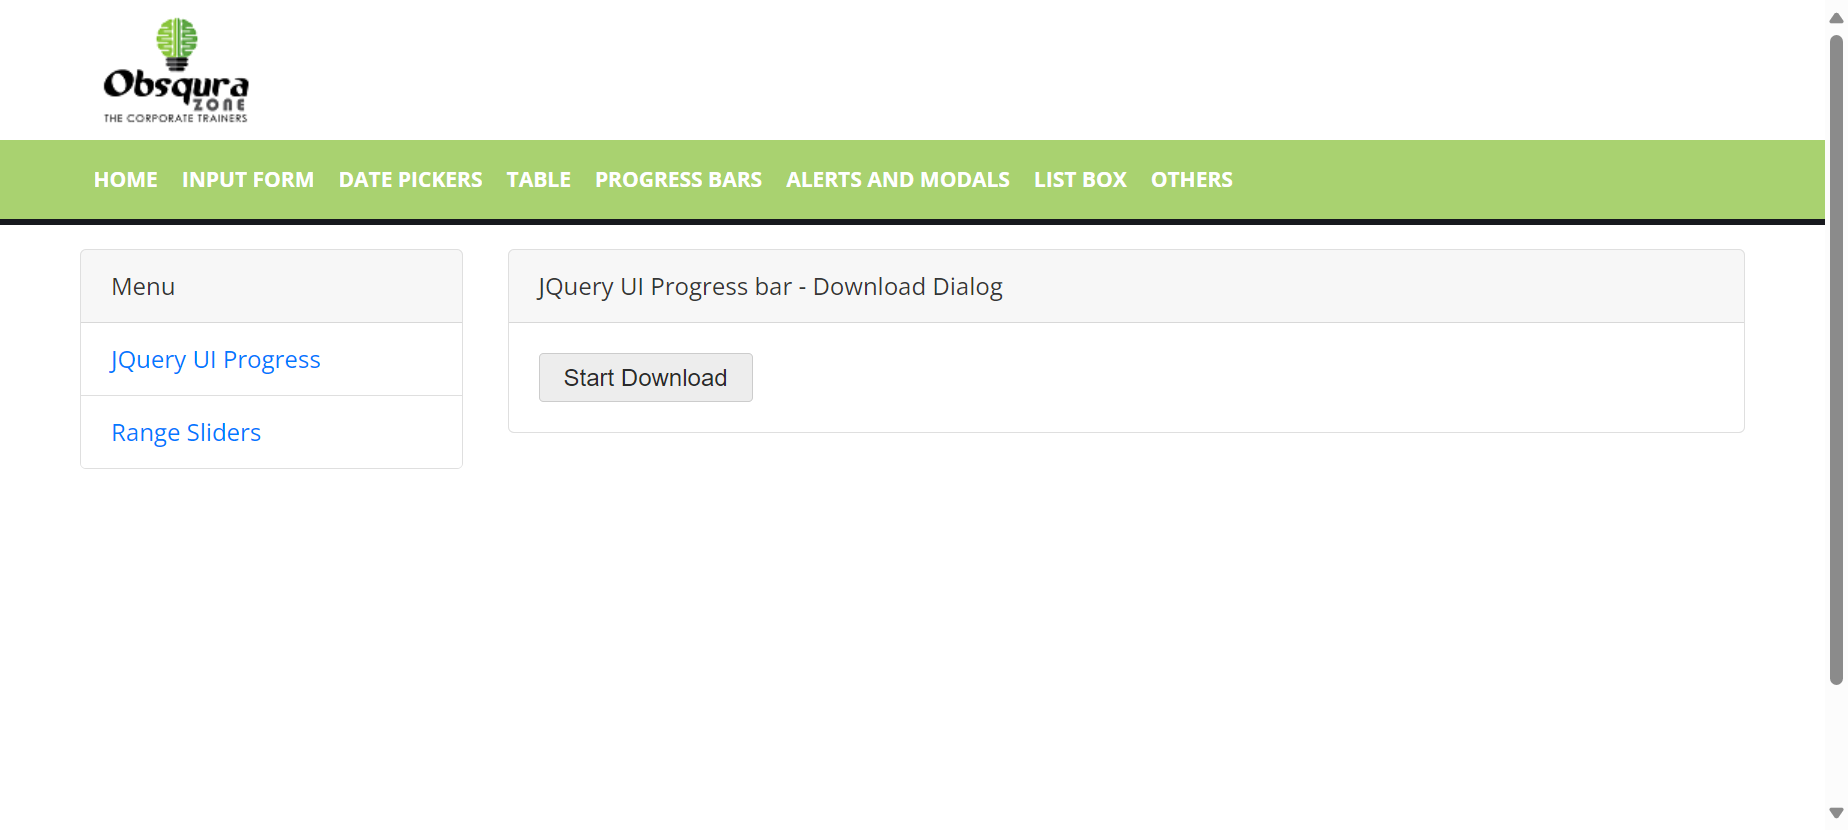 Obsqura
ZONE
THE CORPORATE TRAINERS
HOME INPUT FORM DATE PICKERS TABLE PROGRESS BARS ALERTS AND MODALS LIST BOX OTHERS
Menu
JQuery UI Progress
Range Sliders
JQuery UI Progress bar - Download Dialog
Start Download